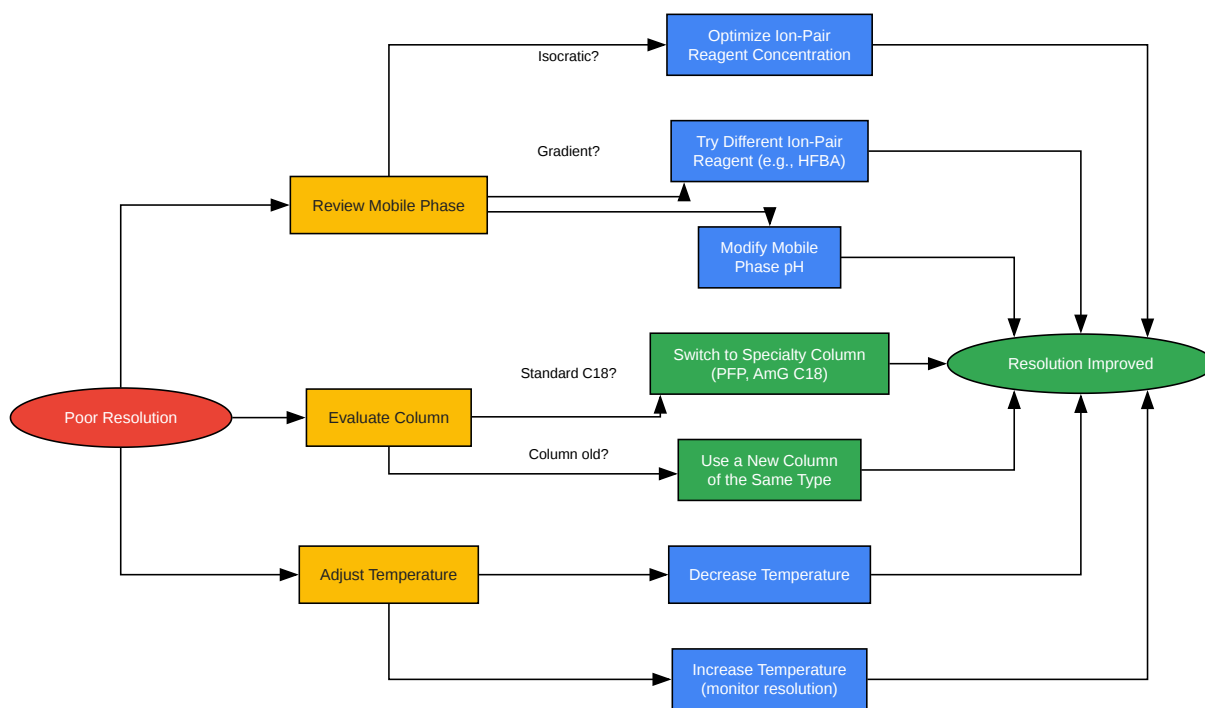 Optimize Ion-Pair
Reagent Concentration
Isocratic?
Try Different Ion-Pair
Reagent (e.g., HFBA)
Gradient?
Review Mobile Phase
Modify Mobile
Phase pH
Switch to Specialty Column
(PFP, AmG C18)
Resolution Improved
Standard C18?
Poor Resolution
Evaluate Column
Column old?
Use a New Column
of the Same Type
Adjust Temperature
Decrease Temperature
Increase Temperature
(monitor resolution)